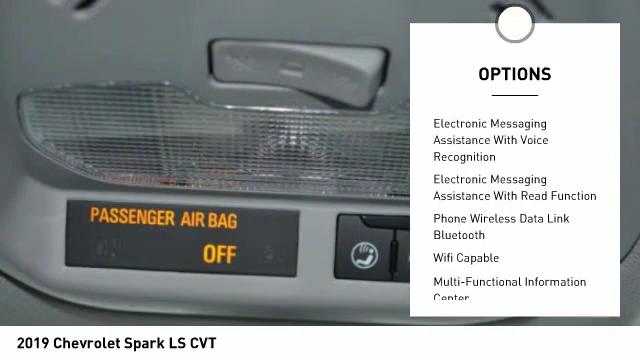 PASSENGER AIR BAG
OFF
OPTIONS
Electronic Messaging
Assistance With Voice
Recognition
Electronic Messaging
Assistance With Read Function
Phone Wireless Data Link
Bluetooth
Wifi Capable
Multi-Functional Information
Center
2019 Chevrolet Spark LS CVT